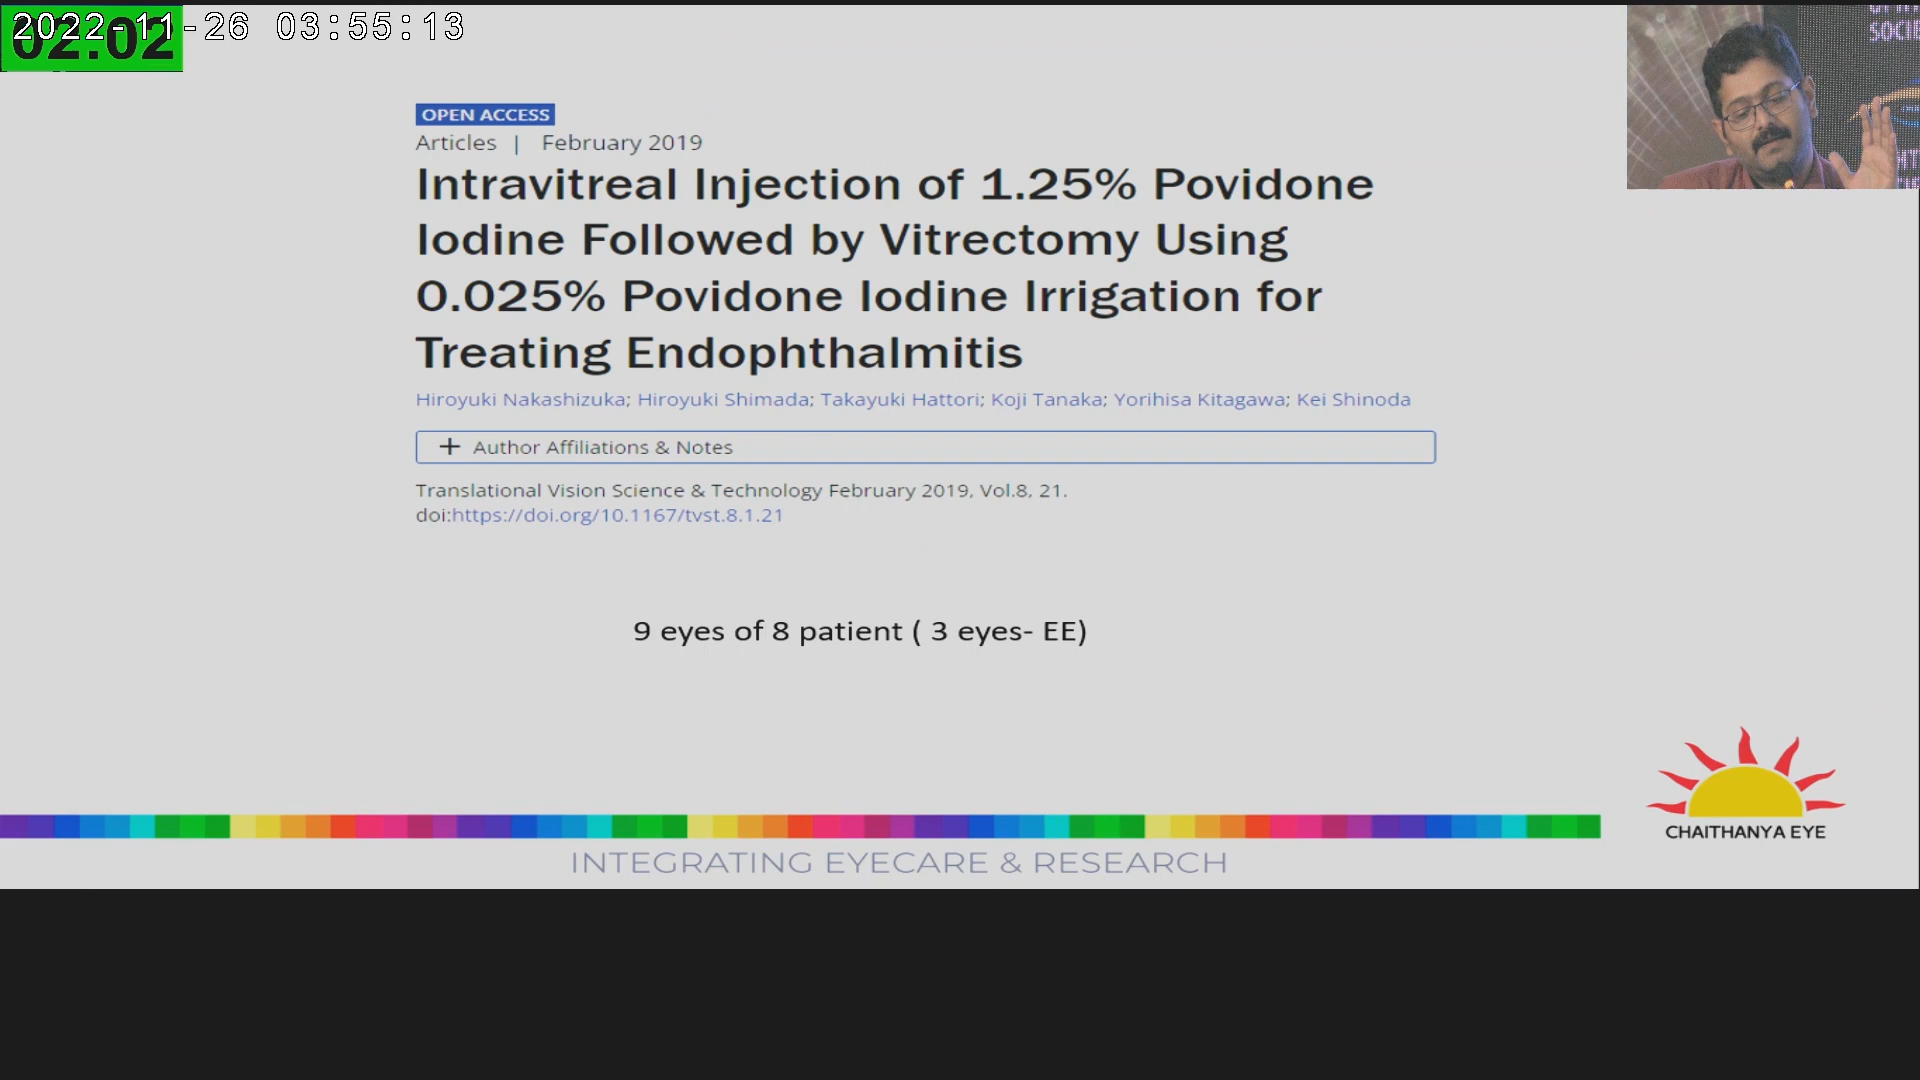 2022-11-26 03:55:13
02:02
OPEN ACCESS
Articles | February 2019
Intravitreal Injection of 1.25% Povidone
Iodine Followed by Vitrectomy Using
0.025% Povidone Iodine Irrigation for
Treating Endophthalmitis
Hiroyuki Nakashizuka; Hiroyuki Shimada; Takayuki Hattori; Koji Tanaka; Yorihisa Kitagawa; Kei Shinoda
+ Author Affiliations & Notes
Translational Vision Science & Technology February 2019, Vol.8, 21.
doi:https://doi.org/10.1167/tvst.8.1.21
9 eyes of 8 patient ( 3 eyes- EE)
CHAITHANYA EYE
INTEGRATING EYECARE & RESEARCH